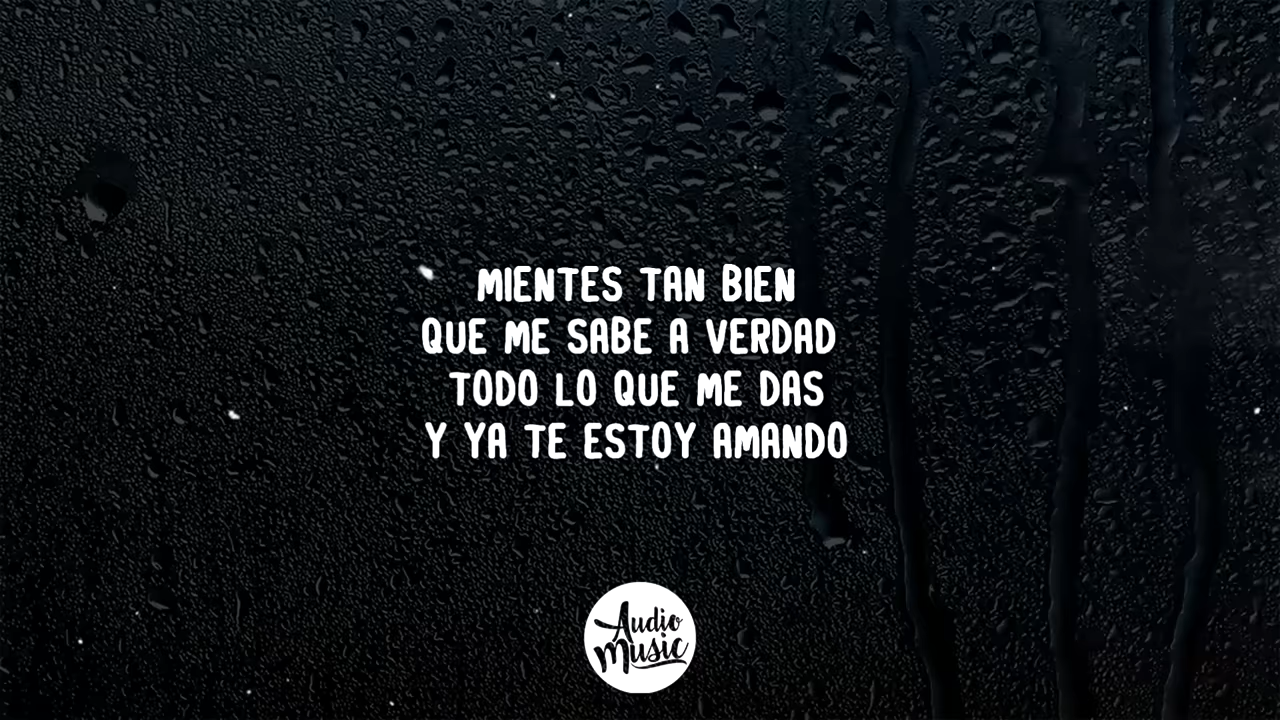 MIENTES TAN BIEN
QUE ME SABE A VERDAD
TODO LO QUE ME DAS
Y YA TE ESTOY AMANDO
Audio
Music